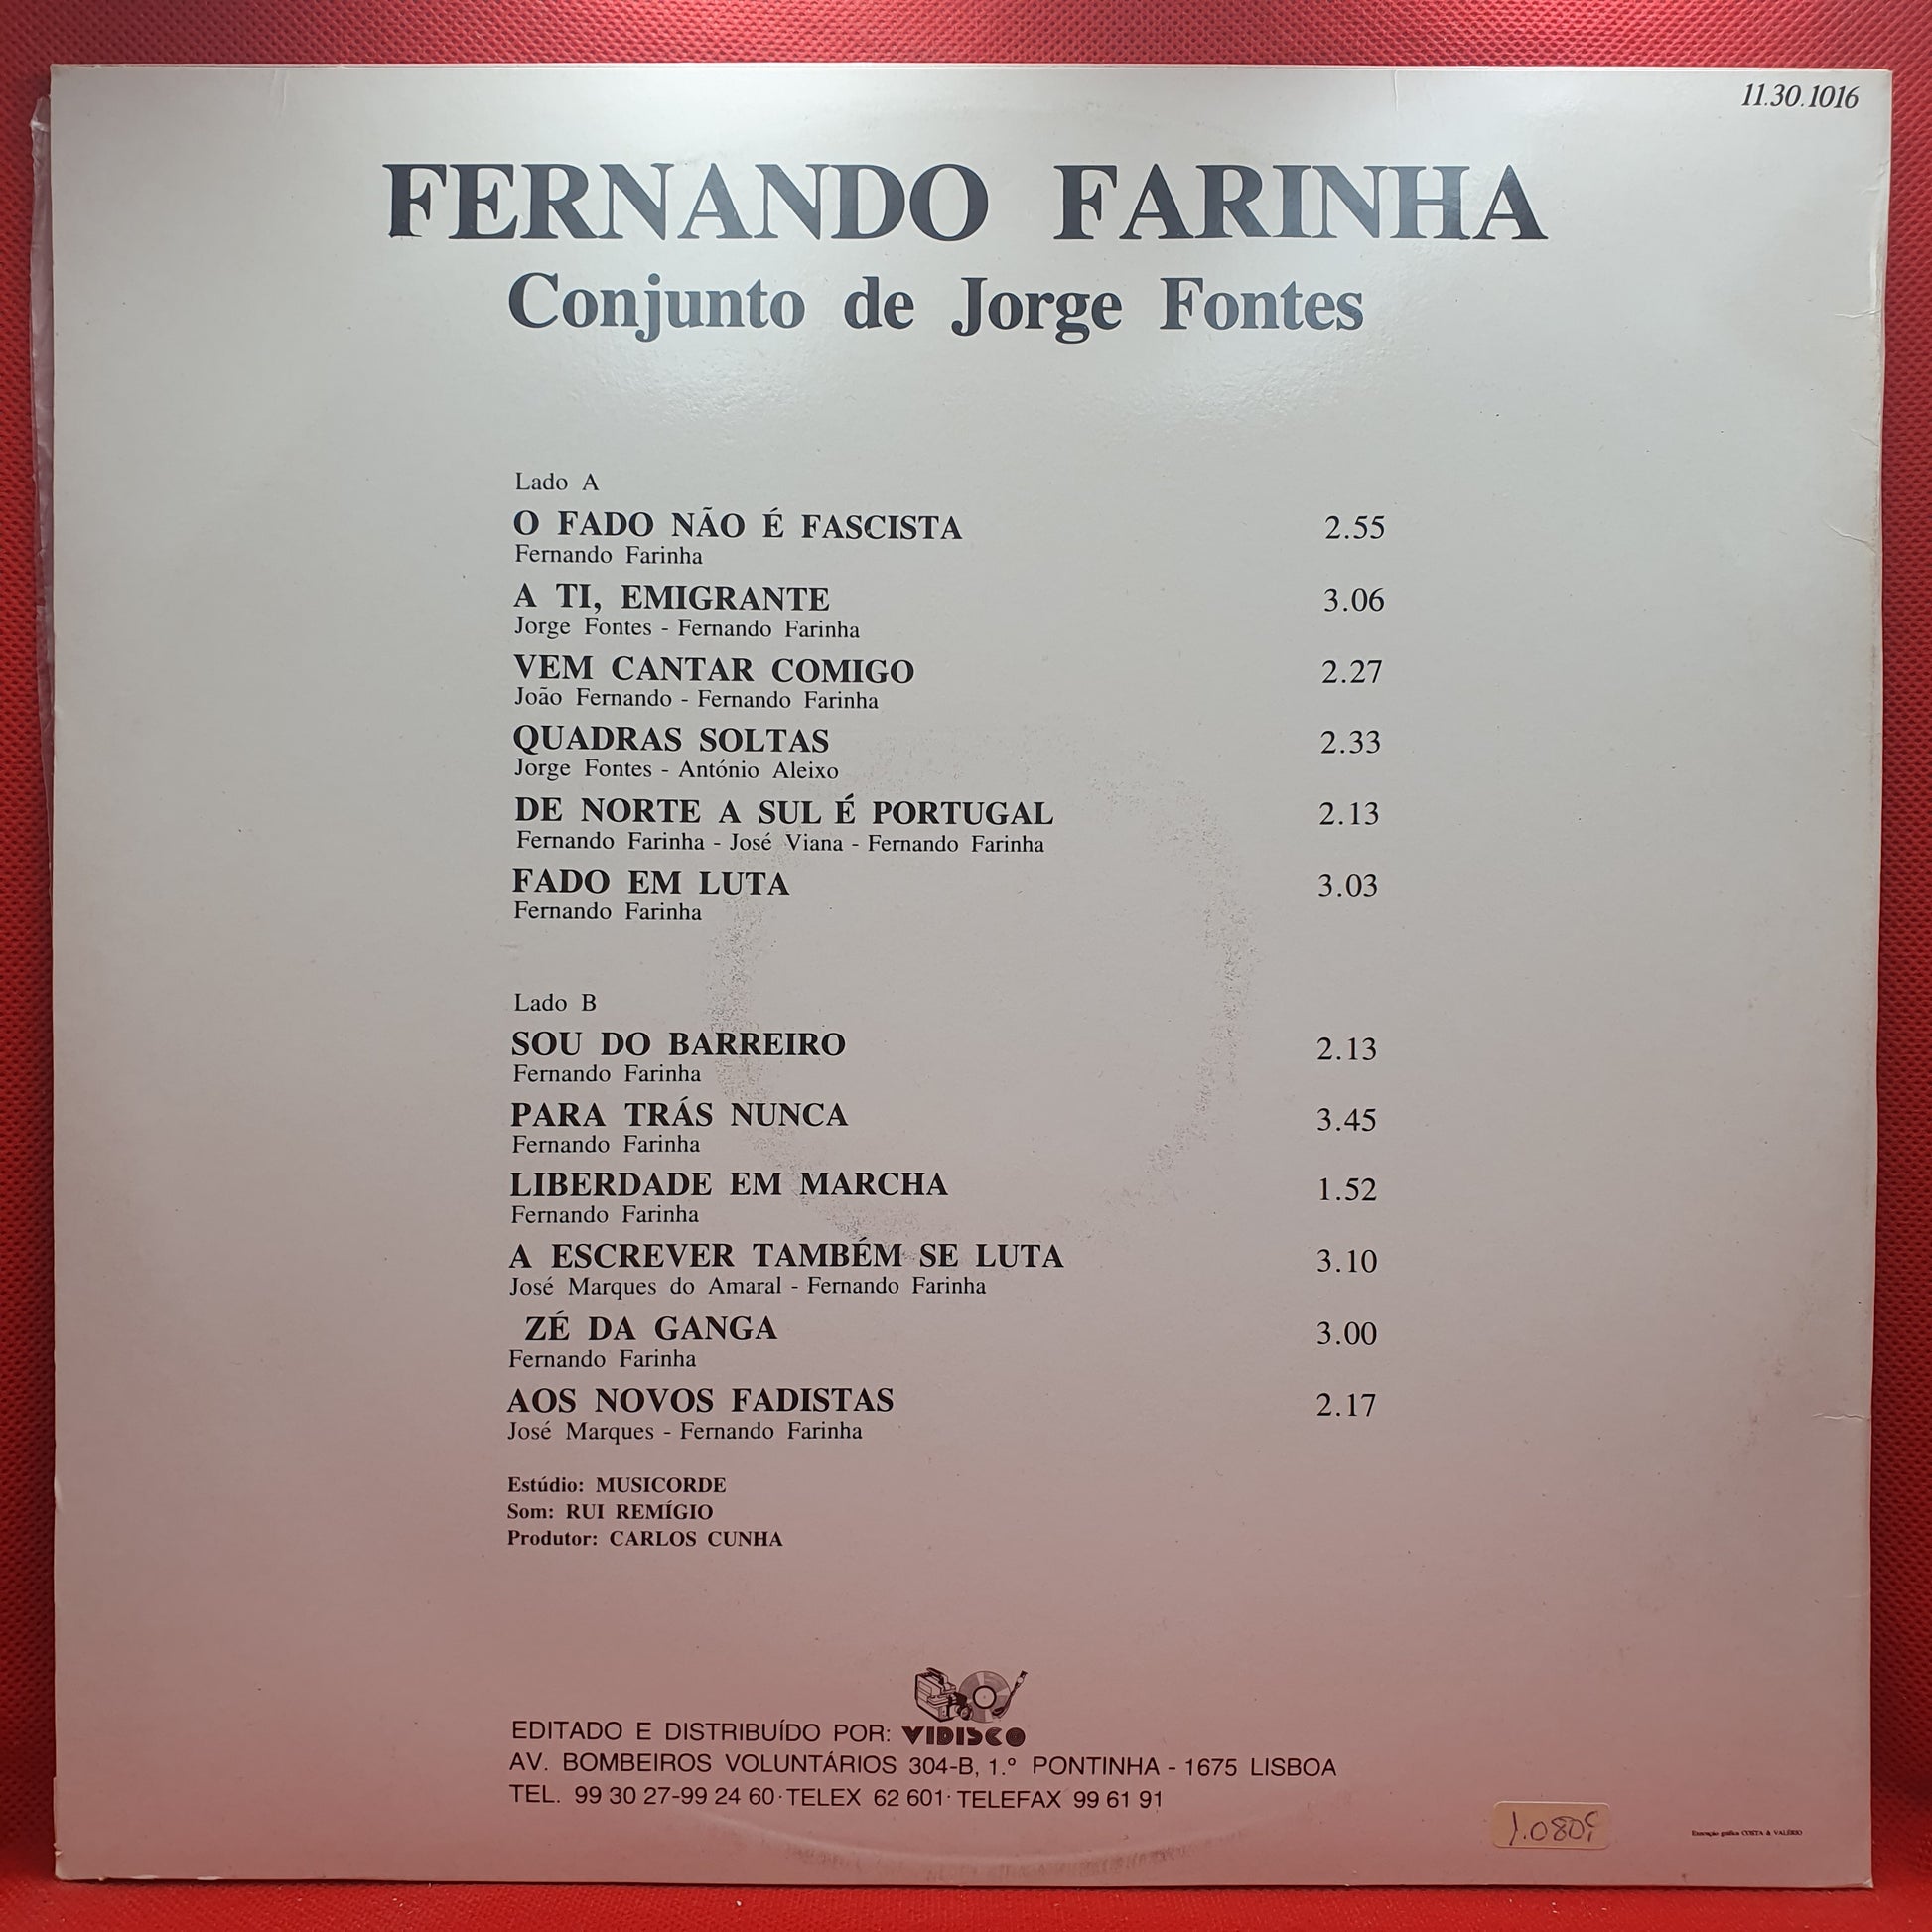 11.30.1016
FERNANDO FARINHA
Conjunto de Jorge Fontes
Lado A
O FADO NÃO É FASCISTA 2.55
Fernando Farinha
A TI, EMIGRANTE 3.06
Jorge Fontes - Fernando Farinha
VEM CANTAR COMIGO 2.27
João Fernando - Fernando Farinha
QUADRAS SOLTAS 2.33
Jorge Fontes - António Aleixo
DE NORTE A SUL É PORTUGAL 2.13
Fernando Farinha - José Viana - Fernando Farinha
FADO EM LUTA 3.03
Fernando Farinha
Lado B
SOU DO BARREIRO 2.13
Fernando Farinha
PARA TRÁS NUNCA 3.45
Fernando Farinha
LIBERDADE EM MARCHA 1.52
Fernando Farinha
A ESCREVER TAMBÉM SE LUTA 3.10
José Marques do Amaral - Fernando Farinha
ZÉ DA GANGA 3.00
Fernando Farinha
AOS NOVOS FADISTAS 2.17
José Marques - Fernando Farinha
Estúdio: MUSICORDE
Som: RUI REMÍGIO
Produtor: CARLOS CUNHA
EDITADO E DISTRIBUÍDO POR: VIDISCO
AV. BOMBEIROS VOLUNTÁRIOS 304-B, 1.º PONTINHA - 1675 LISBOA
TEL. 99 30 27-99 24 60 · TELEX 62 601 · TELEFAX 99 61 91
Execução gráfica COSTA & VALÉRIO